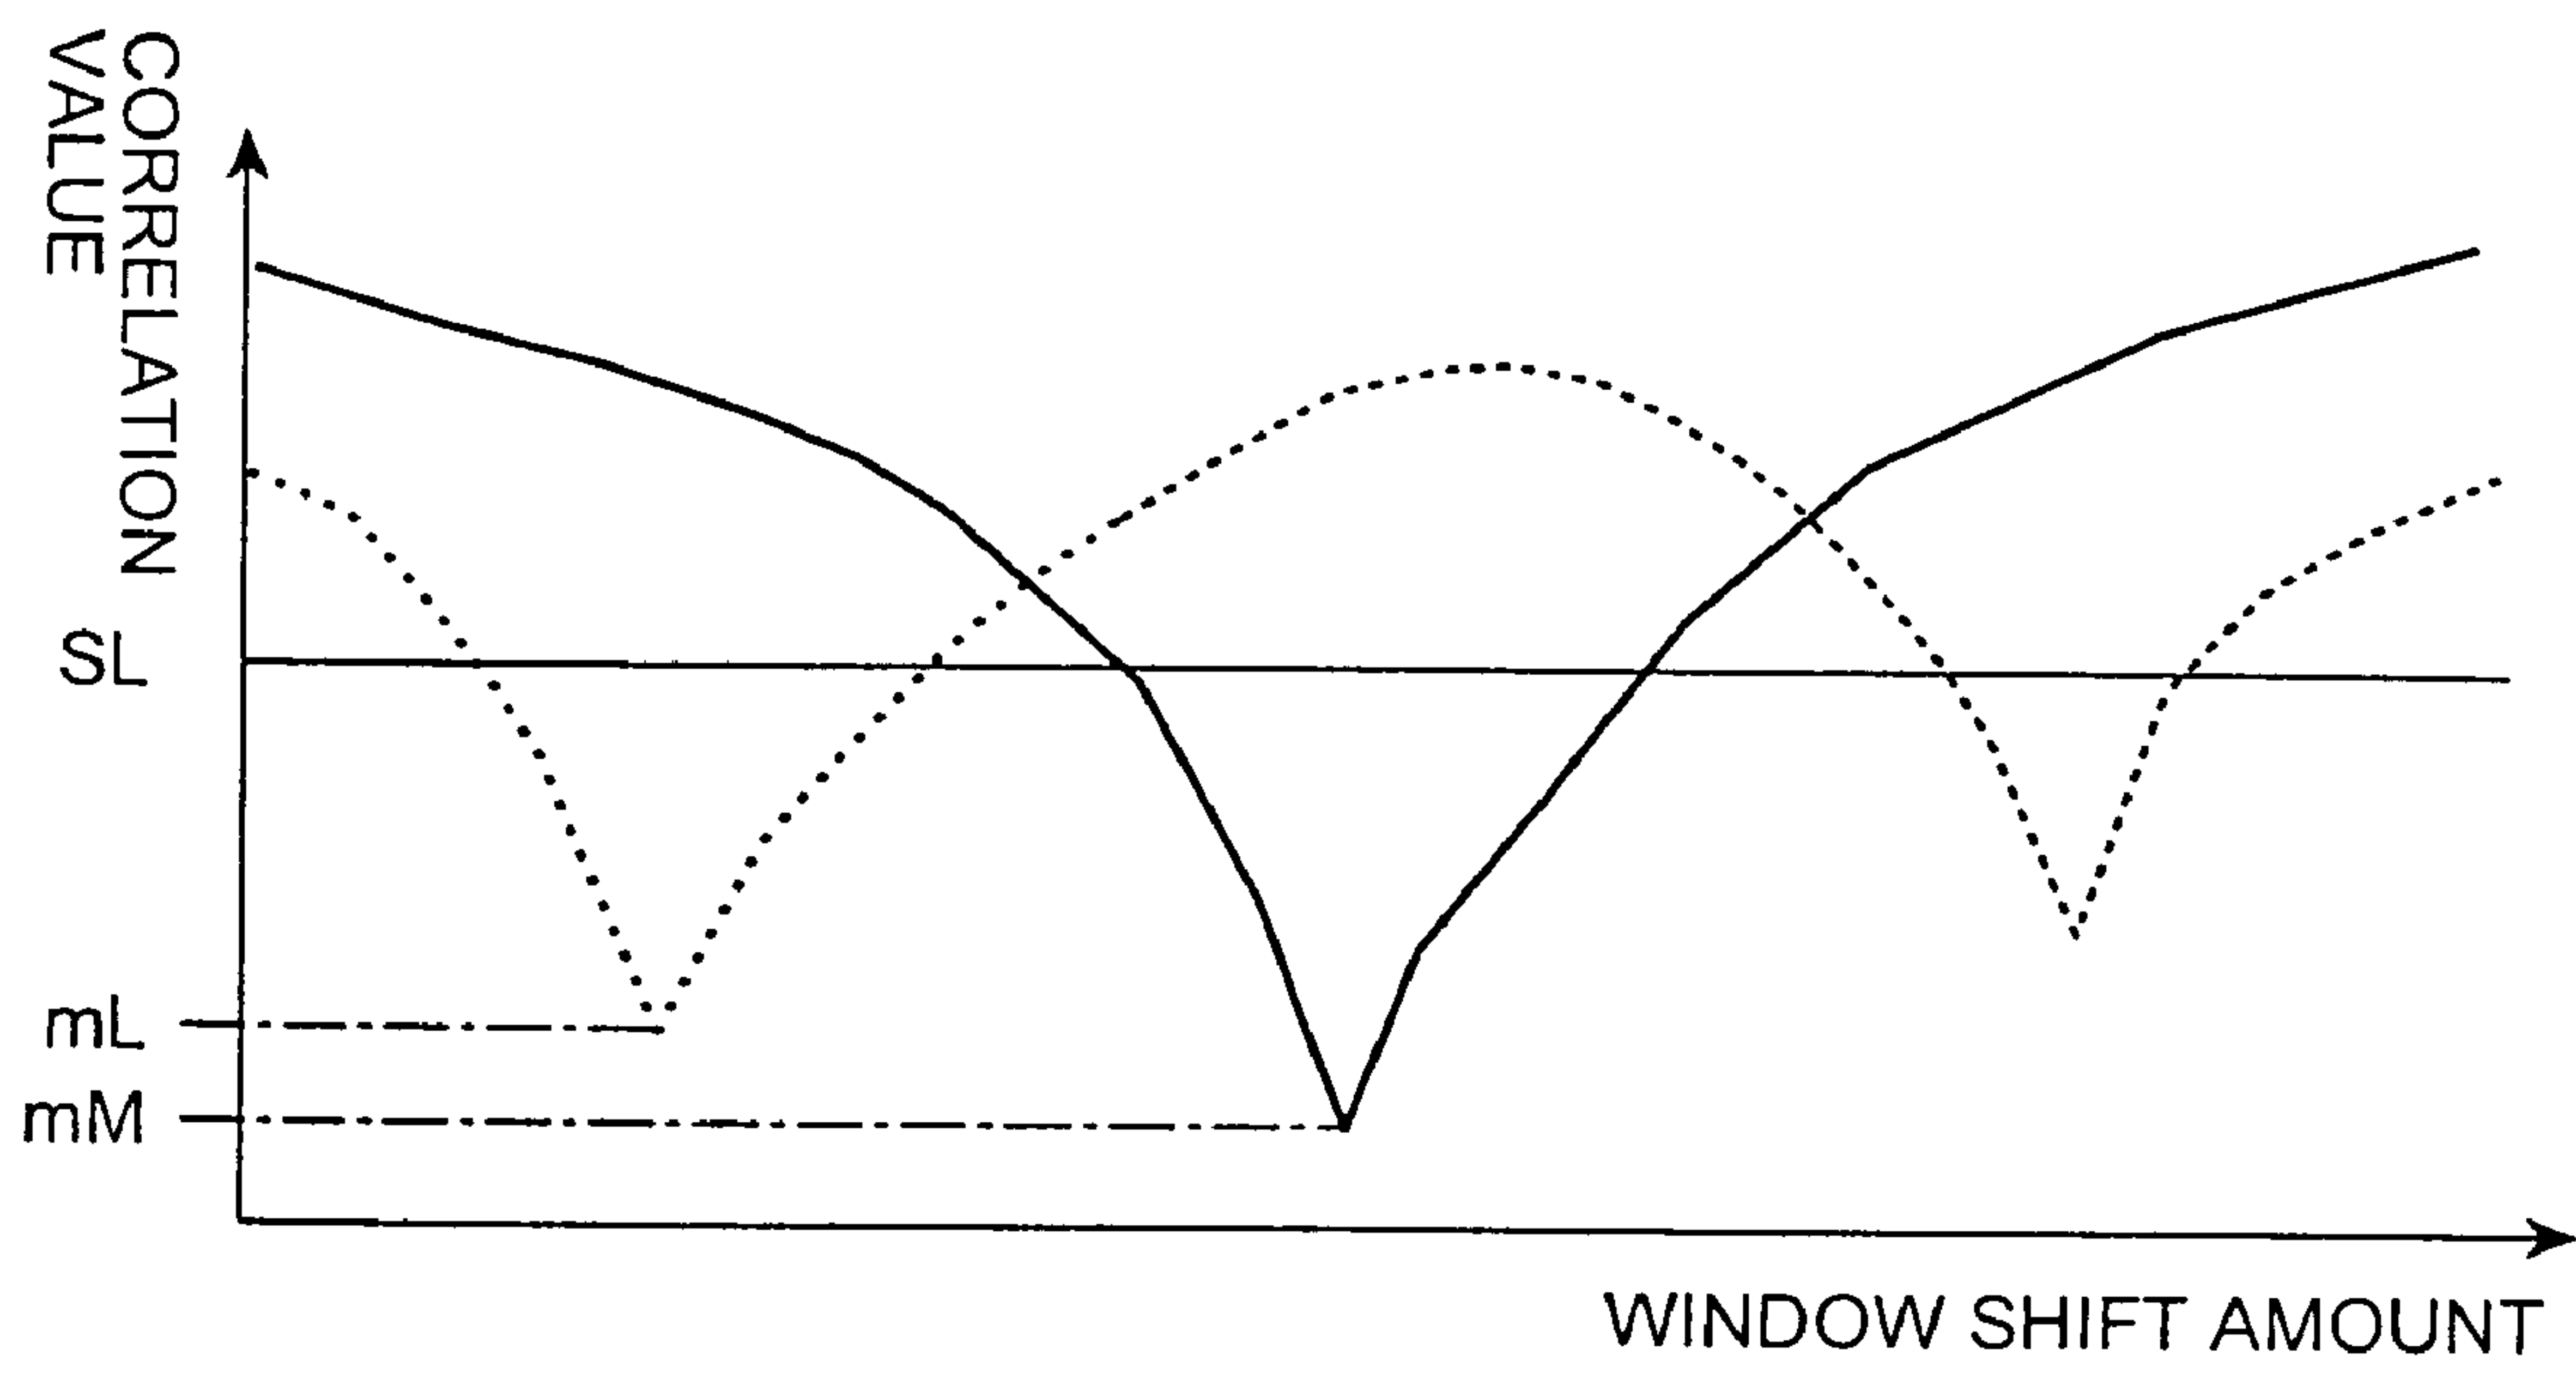 CORRELATION
VALUE
SL
mL
mM
WINDOW SHIFT AMOUNT